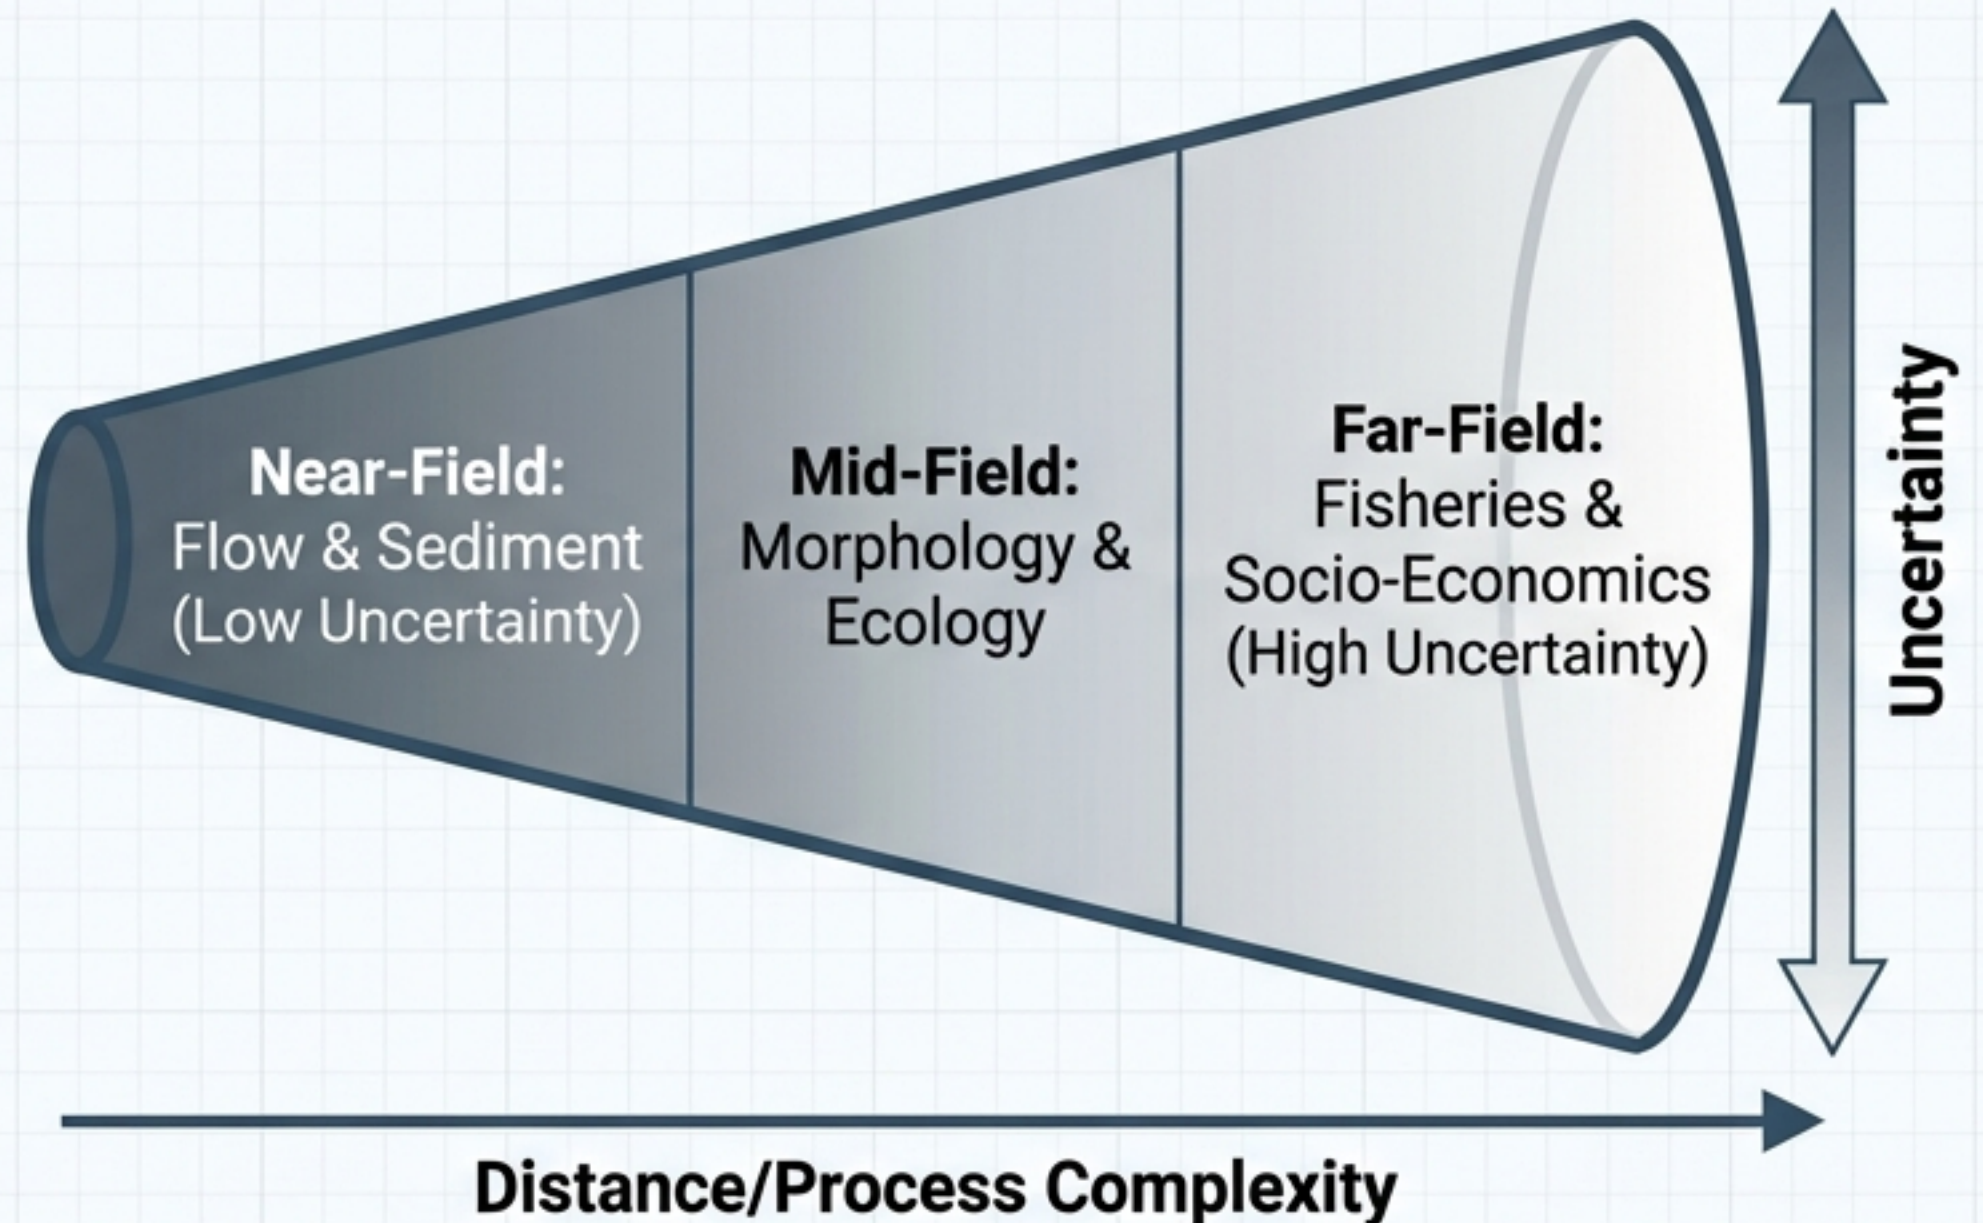 Near-Field:
Flow & Sediment
(Low Uncertainty)
Mid-Field:
Morphology &
Ecology
Far-Field:
Fisheries &
Socio-Economics
(High Uncertainty)
Uncertainty
Distance/Process Complexity